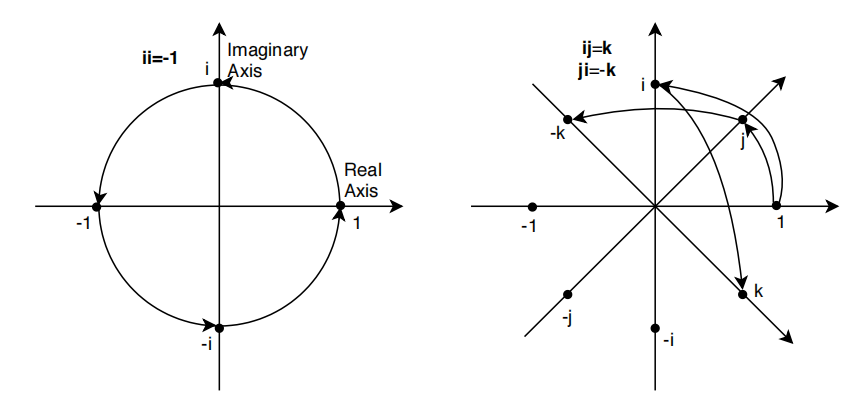 ii=-1
Imaginary
Axis
i
Real
Axis
-1
1
-i
ij=k
ji=-k
i
-k
j
-1
1
k
-j
-i